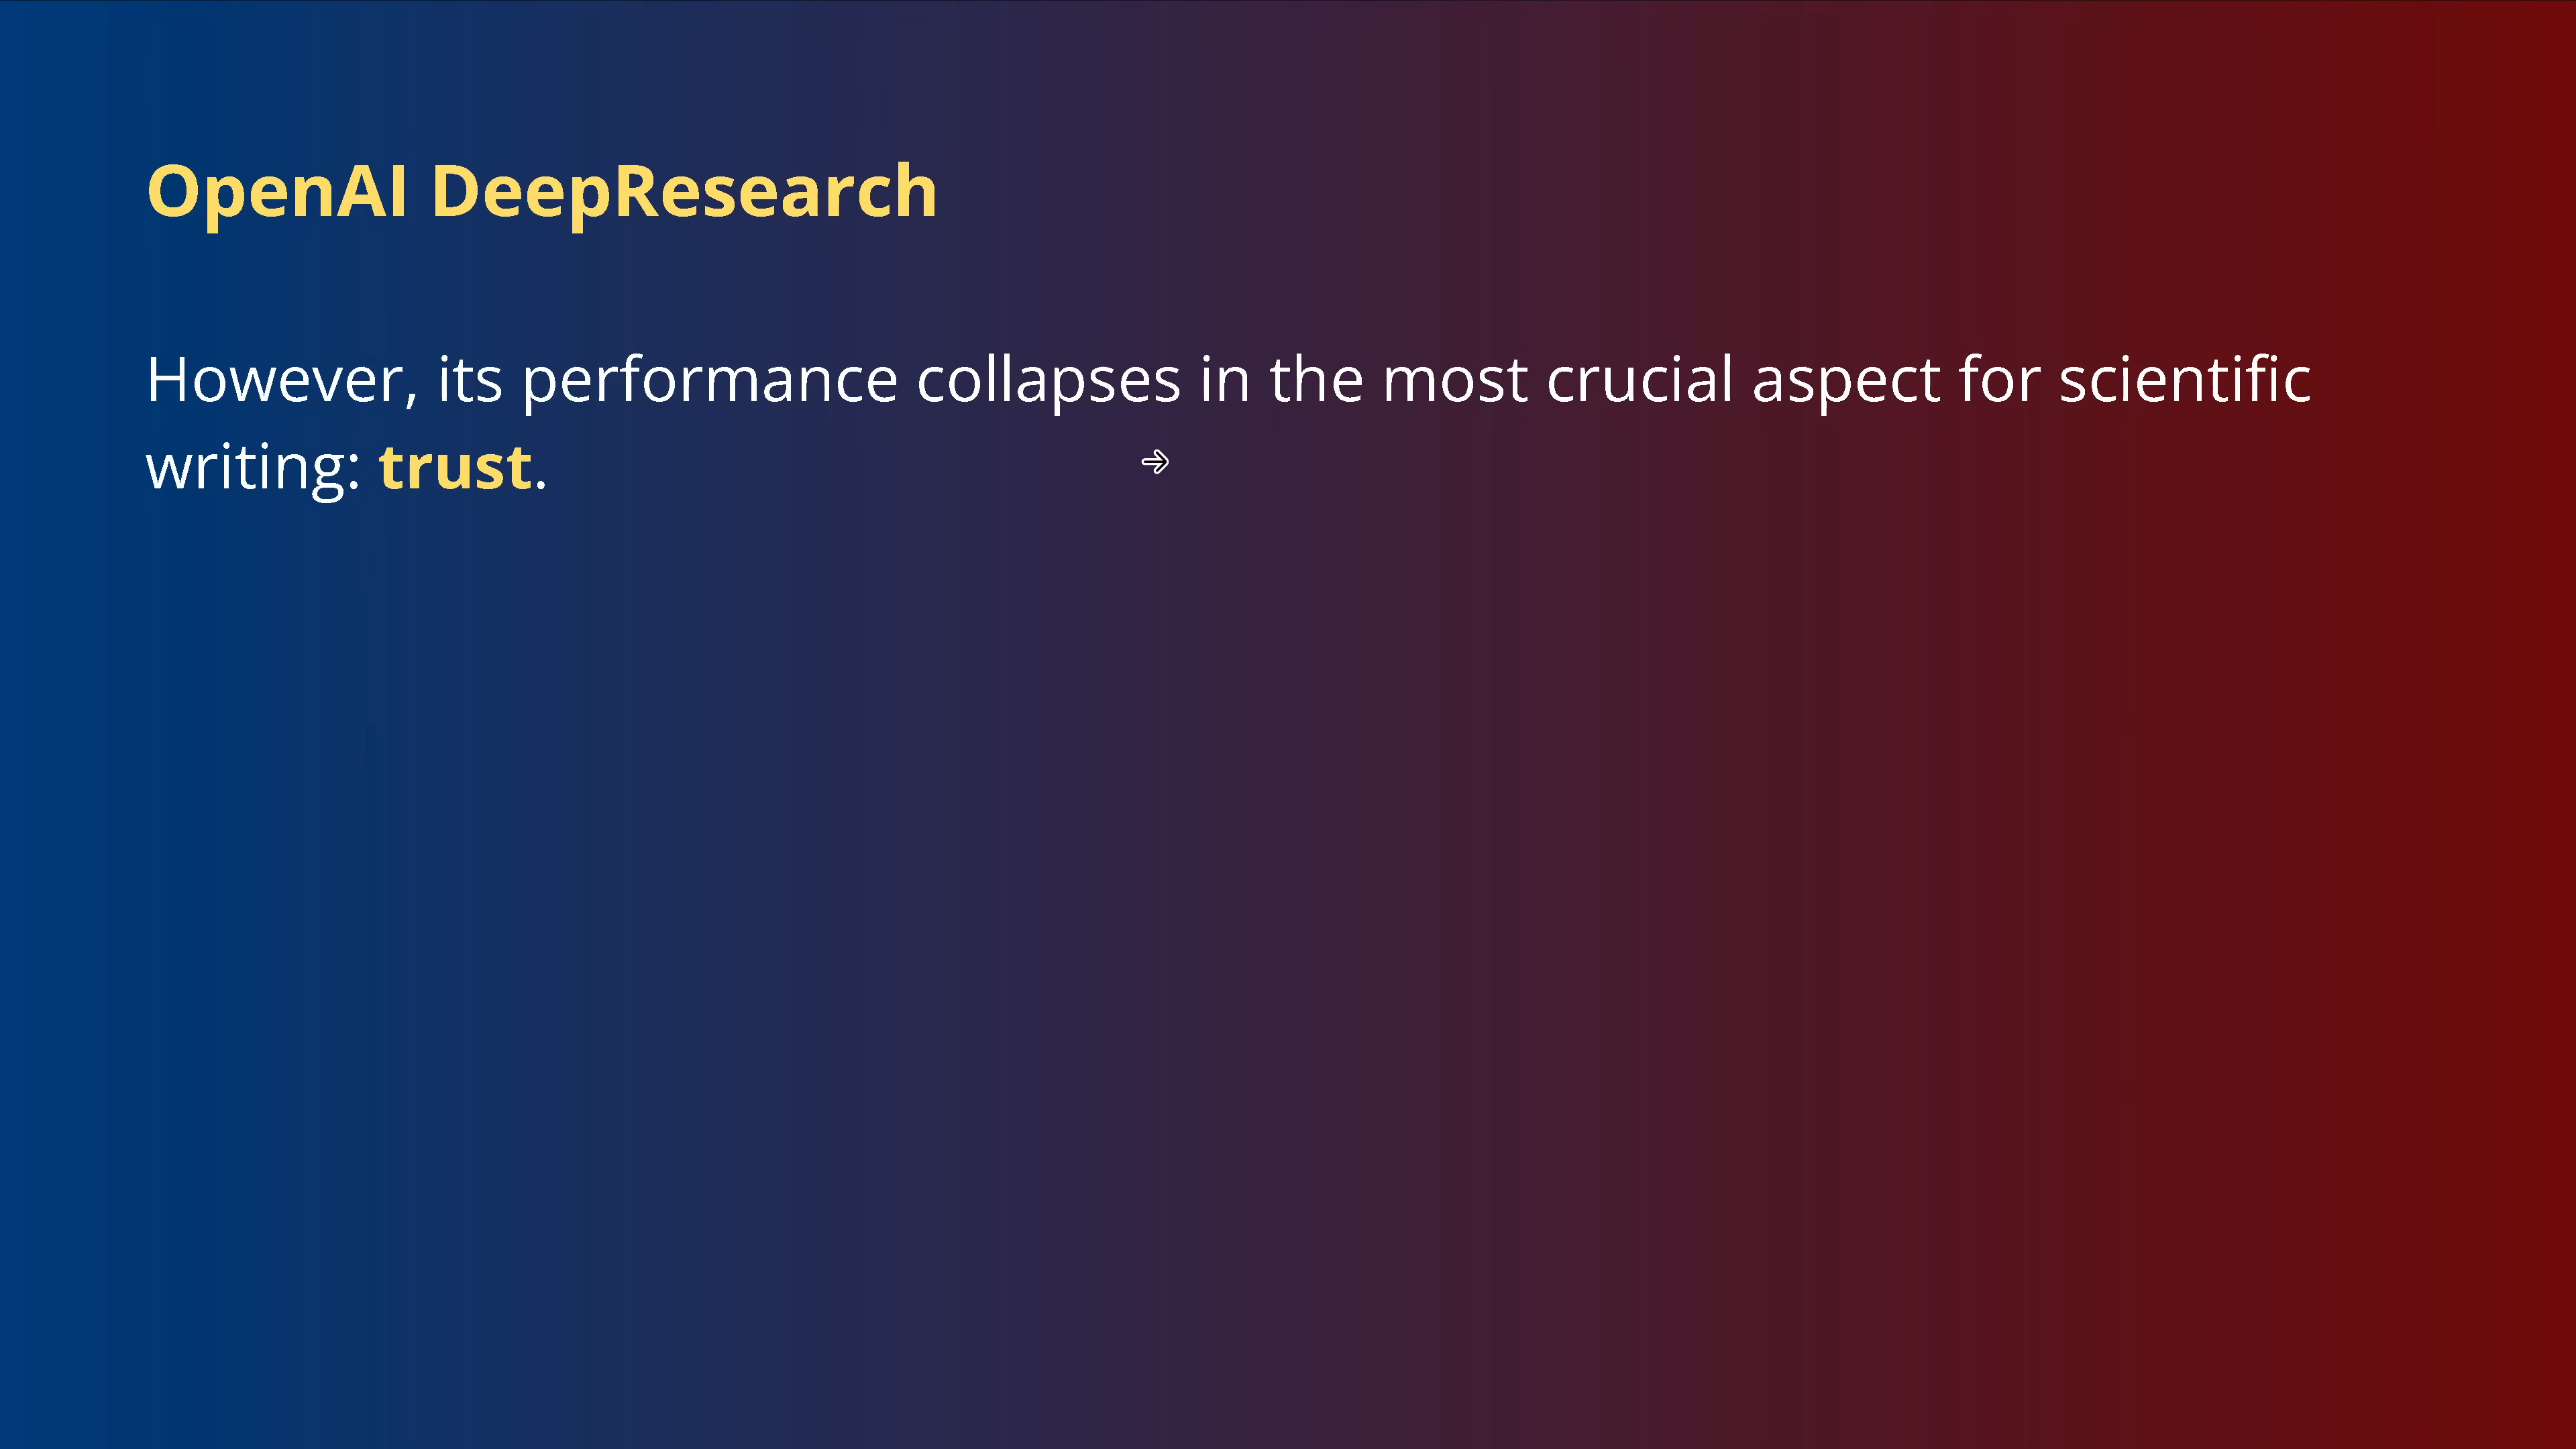 OpenAI DeepResearch
However, its performance collapses in the most crucial aspect for scientific
writing: trust.